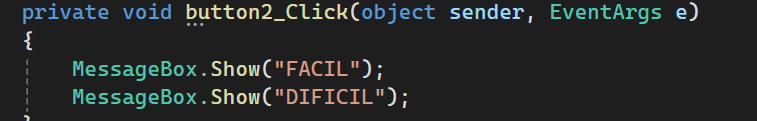 private void button2_Click(object sender, EventArgs e)
{
MessageBox.Show("FACIL");
MessageBox.Show("DIFICIL");
}